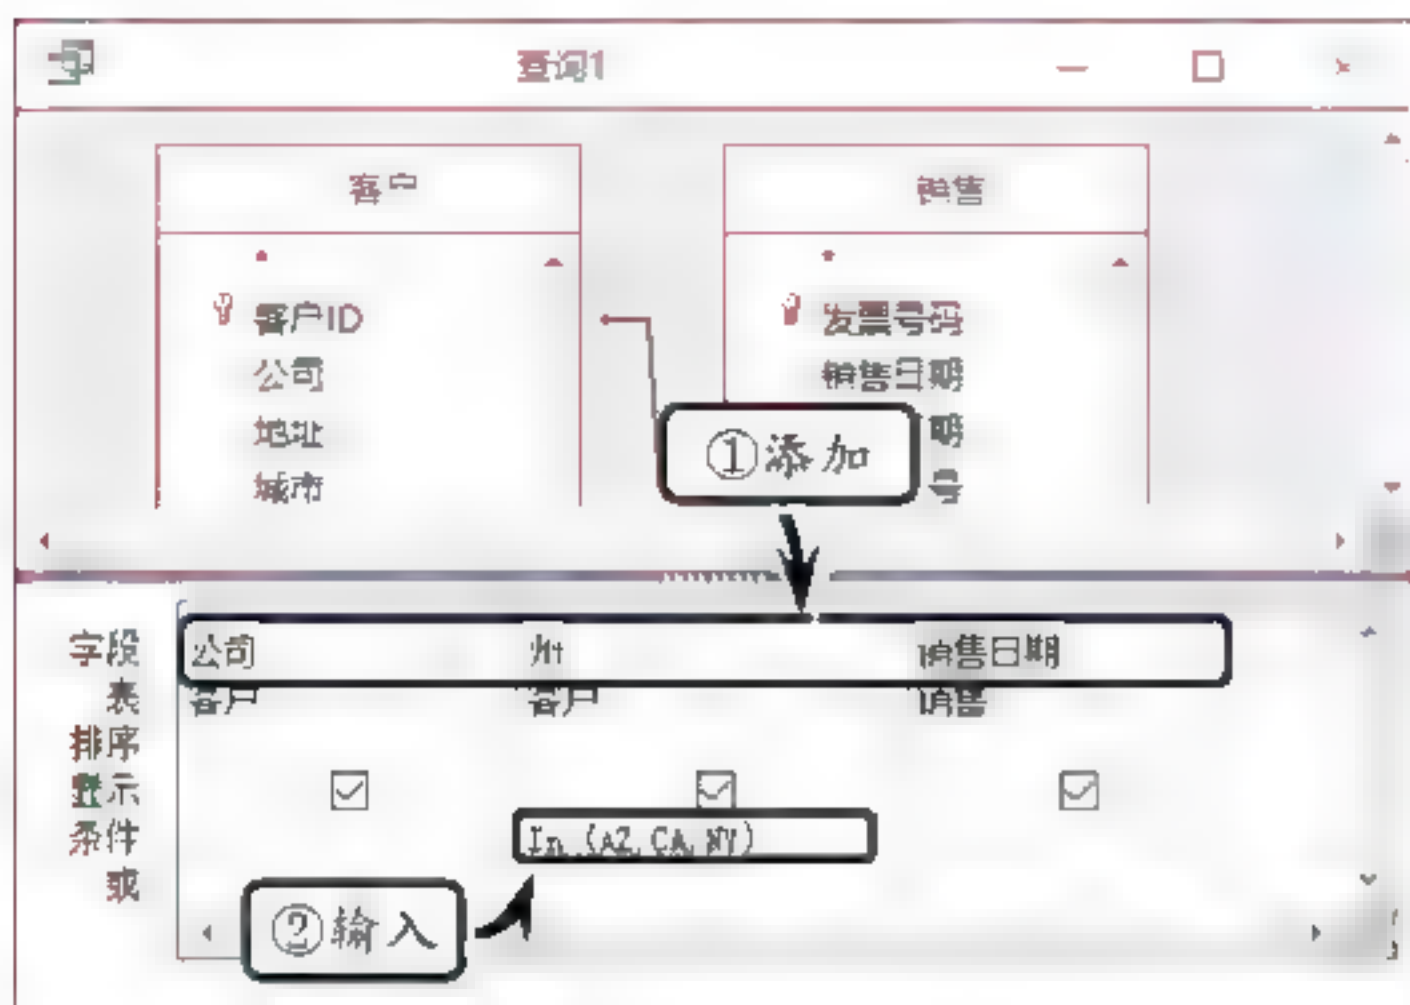 查询1
客户
销售
*
*
客户ID
发票号码
公司
销售日期
地址
期
城市
①添加
字段
公司
州
销售日期
表
客户
客户
销售
排序
显示
条件
In (AZ, CA, NY)
或
②输入